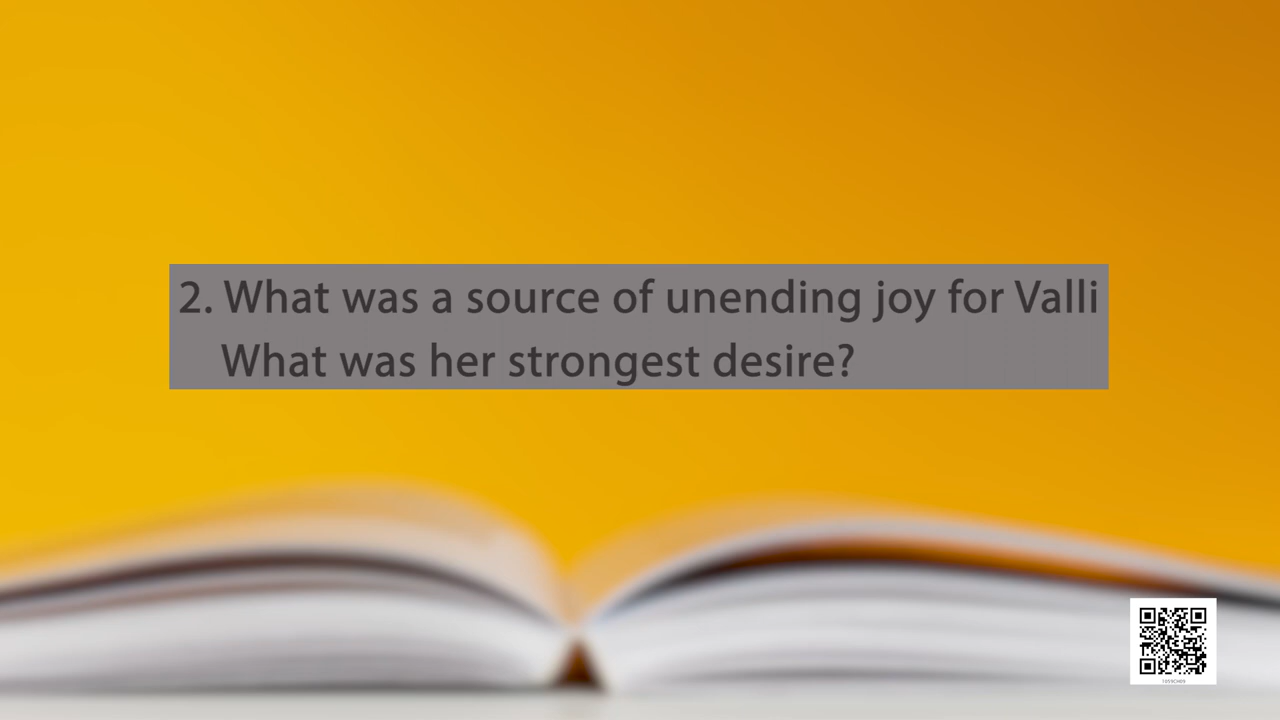 2. What was a source of unending joy for Valli
What was her strongest desire?